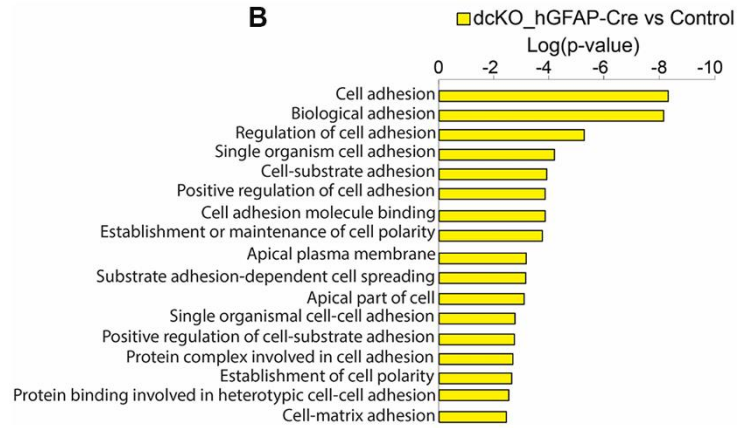 B
dcKO_hGFAP-Cre vs Control
Log(p-value)
0 -2 -4 -6 -8 -10
Cell adhesion
Biological adhesion
Regulation of cell adhesion
Single organism cell adhesion
Cell-substrate adhesion
Positive regulation of cell adhesion
Cell adhesion molecule binding
Establishment or maintenance of cell polarity
Apical plasma membrane
Substrate adhesion-dependent cell spreading
Apical part of cell
Single organismal cell-cell adhesion
Positive regulation of cell-substrate adhesion
Protein complex involved in cell adhesion
Establishment of cell polarity
Protein binding involved in heterotypic cell-cell adhesion
Cell-matrix adhesion